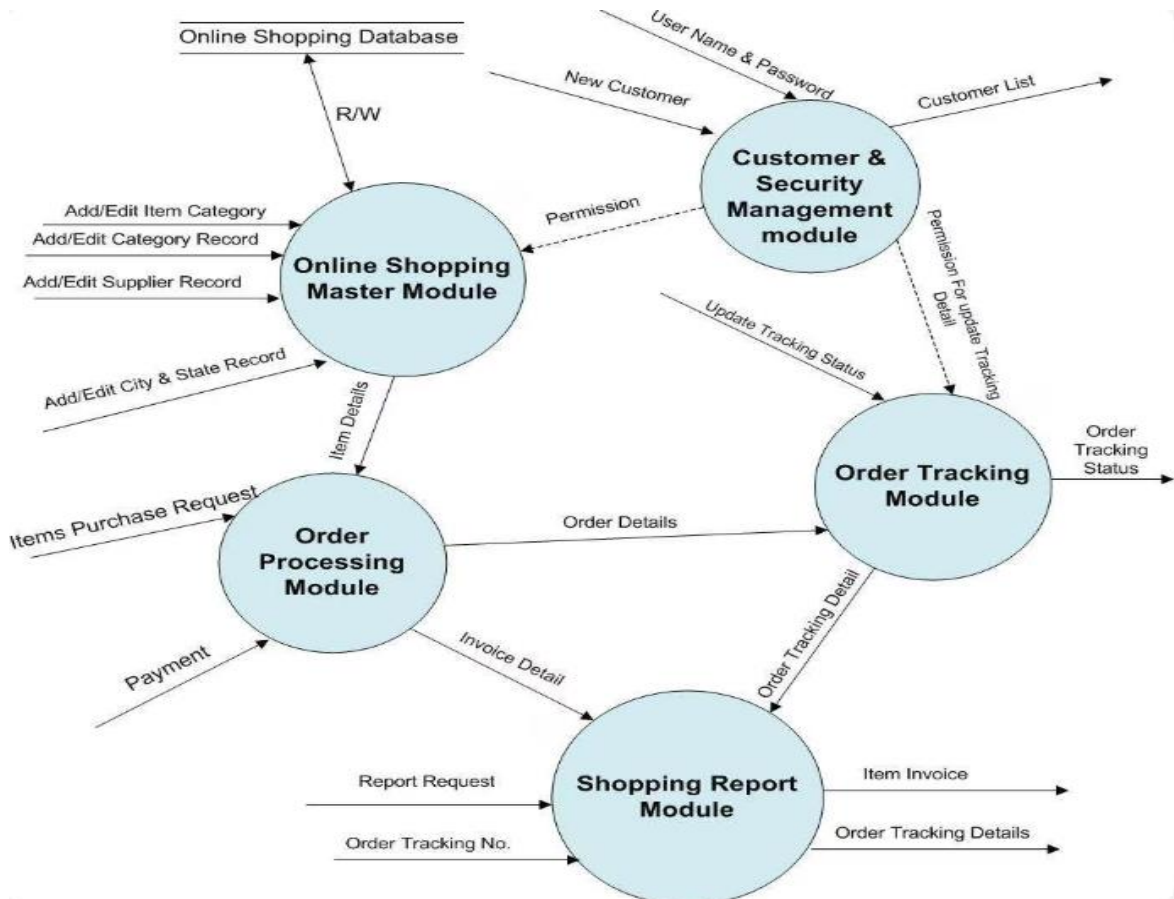 Online Shopping Database
User Name & Password
New Customer
Customer List
R/W
Customer &
Security
Management
module
Permission
Add/Edit Item Category
Add/Edit Category Record
Add/Edit Supplier Record
Online Shopping
Master Module
Permission For update Tracking
Detail
Update Tracking Status
Add/Edit City & State Record
Item Details
Order
Tracking
Status
Order Tracking
Module
Items Purchase Request
Order
Processing
Module
Order Details
Payment
Invoice Detail
Order Tracking Detail
Report Request
Order Tracking No.
Shopping Report
Module
Item Invoice
Order Tracking Details